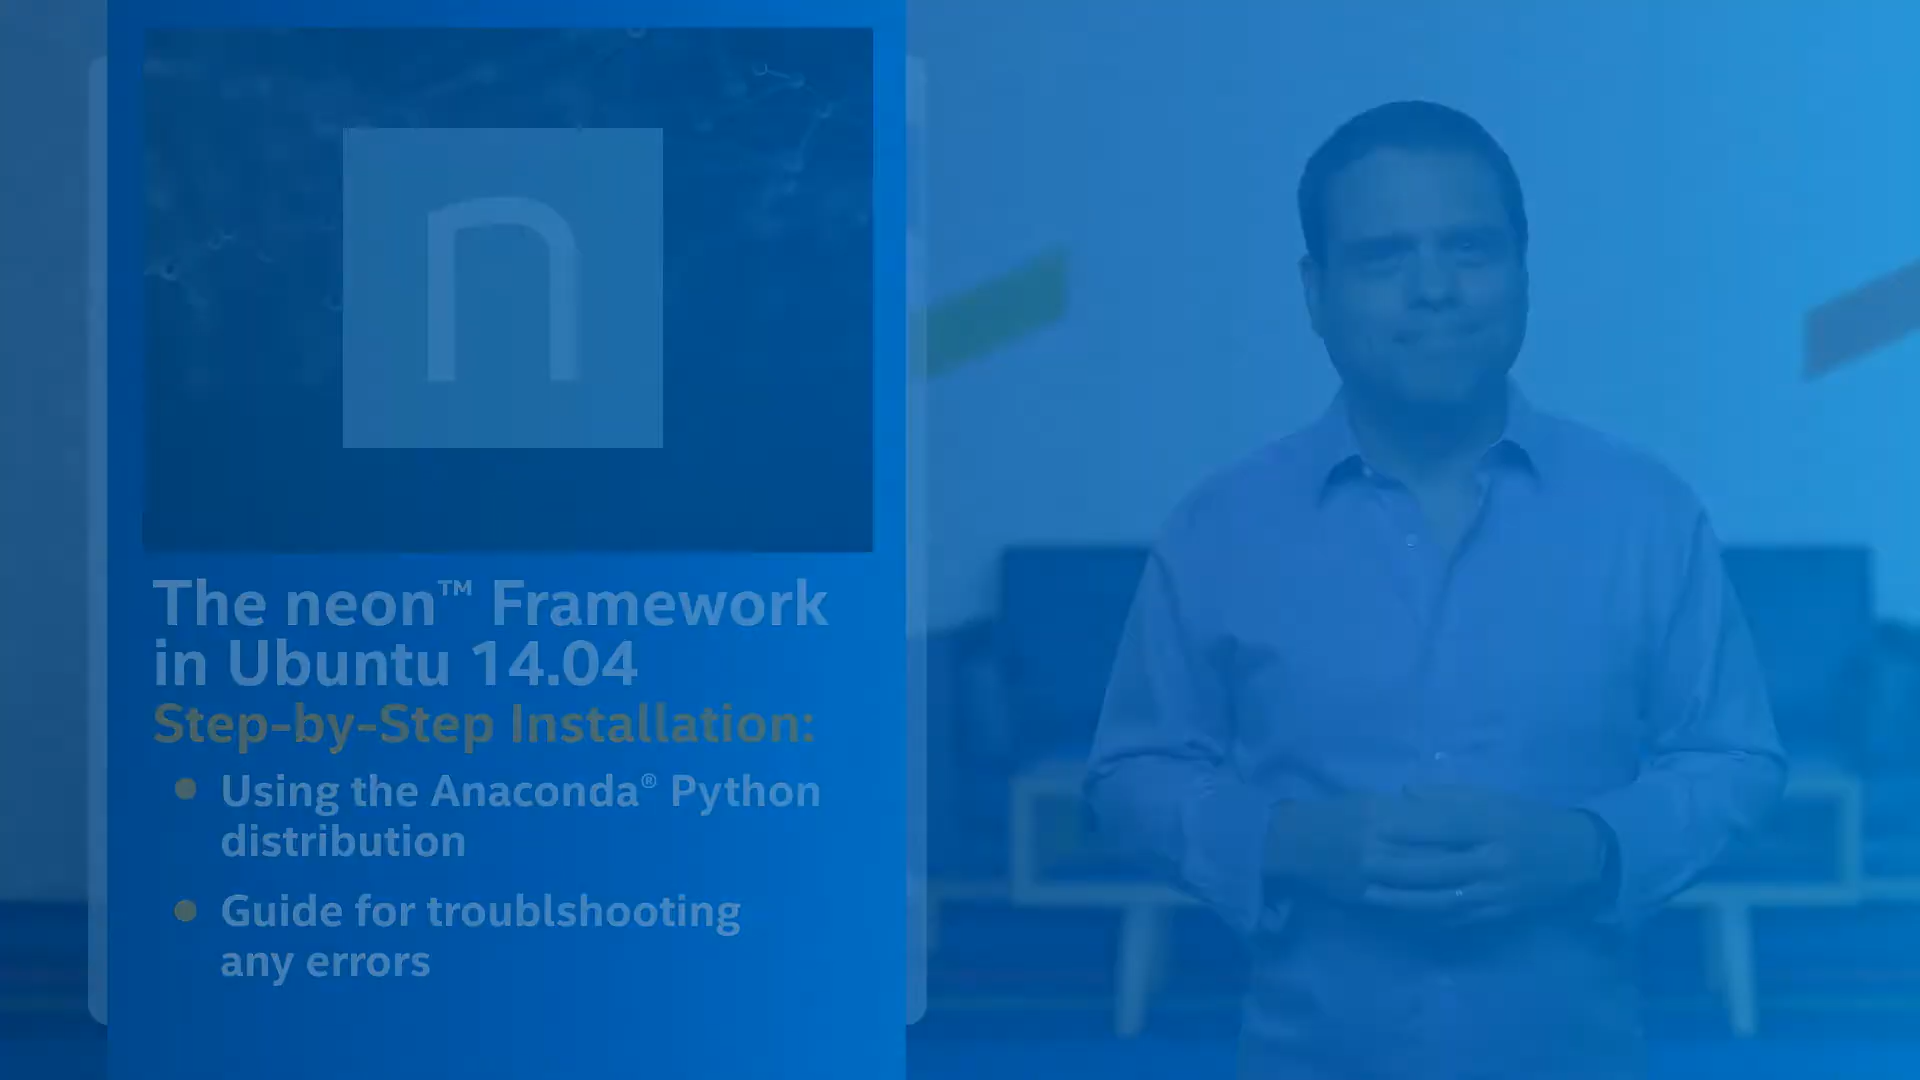 n
The neon™ Framework
in Ubuntu 14.04
Step-by-Step Installation:
Using the Anaconda® Python
distribution
Guide for troublshooting
any errors